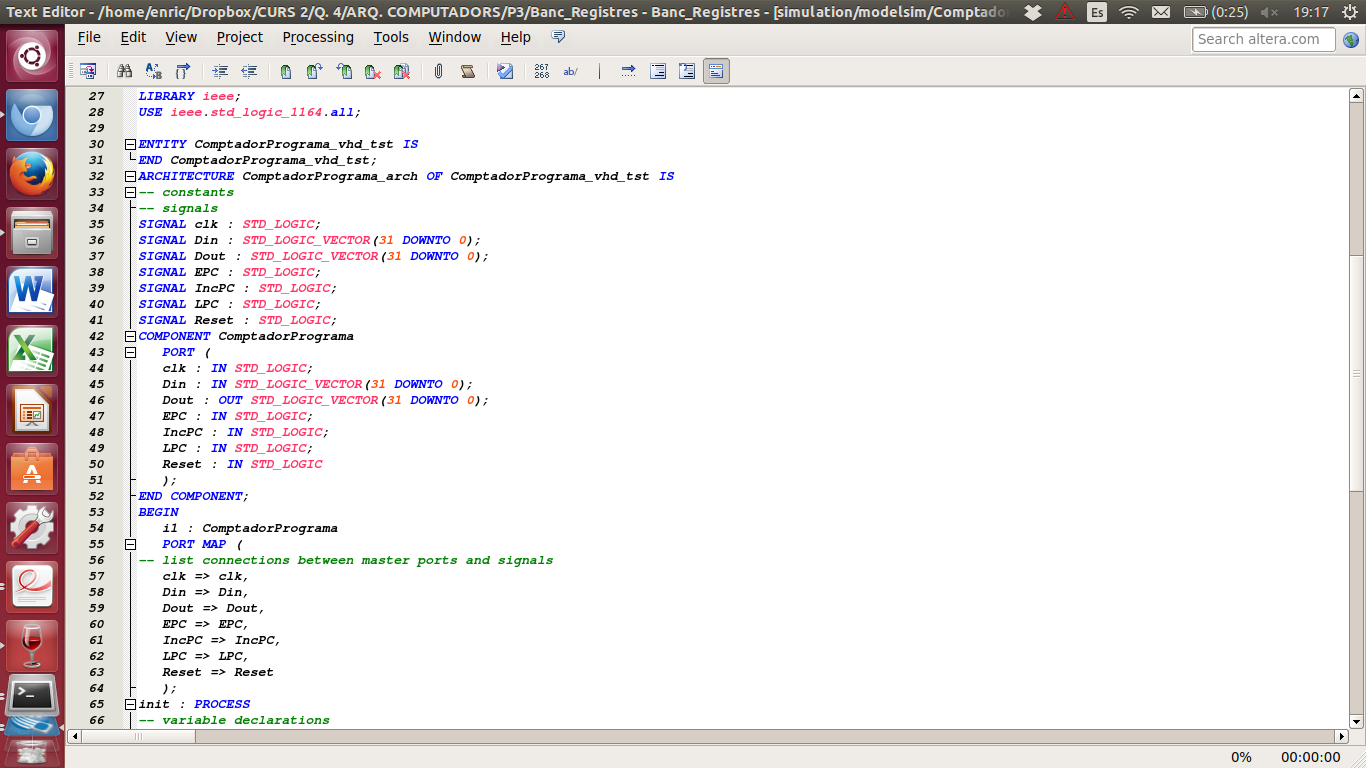 Text Editor - /home/enric/Dropbox/CURS 2/Q. 4/ARQ. COMPUTADORS/P3/Banc_Registres - Banc_Registres - [simulation/modelsim/Comptado
Es (0:25) 19:17
File Edit View Project Processing Tools Window Help
Search altera.com
267
268
ab/
27 LIBRARY ieee;
28 USE ieee.std_logic_1164.all;
29
30 ENTITY ComptadorPrograma_vhd_tst IS
31 END ComptadorPrograma_vhd_tst;
32 ARCHITECTURE ComptadorPrograma_arch OF ComptadorPrograma_vhd_tst IS
33 -- constants
34 -- signals
35 SIGNAL clk : STD_LOGIC;
36 SIGNAL Din : STD_LOGIC_VECTOR(31 DOWNTO 0);
37 SIGNAL Dout : STD_LOGIC_VECTOR(31 DOWNTO 0);
38 SIGNAL EPC : STD_LOGIC;
39 SIGNAL IncPC : STD_LOGIC;
40 SIGNAL LPC : STD_LOGIC;
41 SIGNAL Reset : STD_LOGIC;
42 COMPONENT ComptadorPrograma
43 PORT (
44 clk : IN STD_LOGIC;
45 Din : IN STD_LOGIC_VECTOR(31 DOWNTO 0);
46 Dout : OUT STD_LOGIC_VECTOR(31 DOWNTO 0);
47 EPC : IN STD_LOGIC;
48 IncPC : IN STD_LOGIC;
49 LPC : IN STD_LOGIC;
50 Reset : IN STD_LOGIC
51 );
52 END COMPONENT;
53 BEGIN
54 i1 : ComptadorPrograma
55 PORT MAP (
56 -- list connections between master ports and signals
57 clk => clk,
58 Din => Din,
59 Dout => Dout,
60 EPC => EPC,
61 IncPC => IncPC,
62 LPC => LPC,
63 Reset => Reset
64 );
65 init : PROCESS
66 -- variable declarations
0% 00:00:00